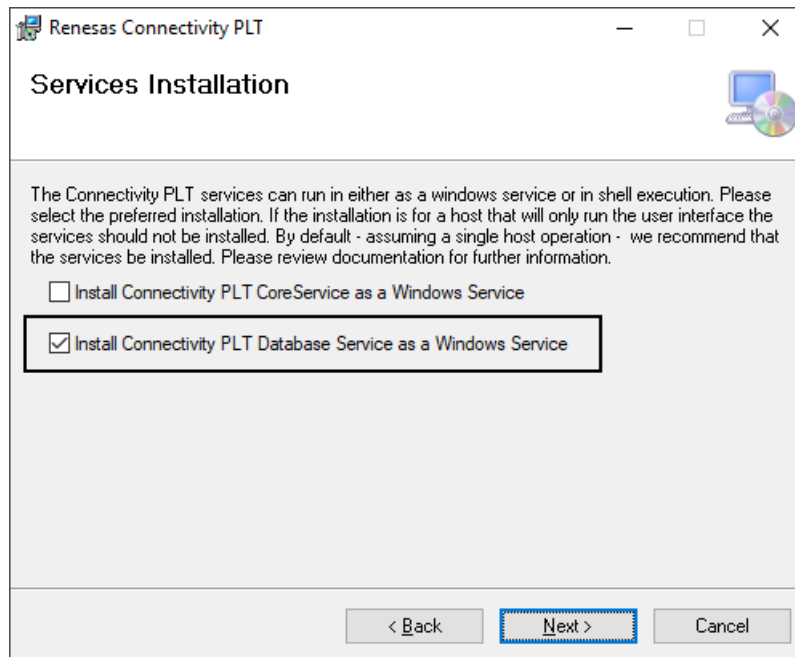 Renesas Connectivity PLT
Services Installation
The Connectivity PLT services can run in either as a windows service or in shell execution. Please
select the preferred installation. If the installation is for a host that will only run the user interface the
services should not be installed. By default - assuming a single host operation - we recommend that
the services be installed. Please review documentation for further information.
Install Connectivity PLT CoreService as a Windows Service
Install Connectivity PLT Database Service as a Windows Service
< Back
Next >
Cancel